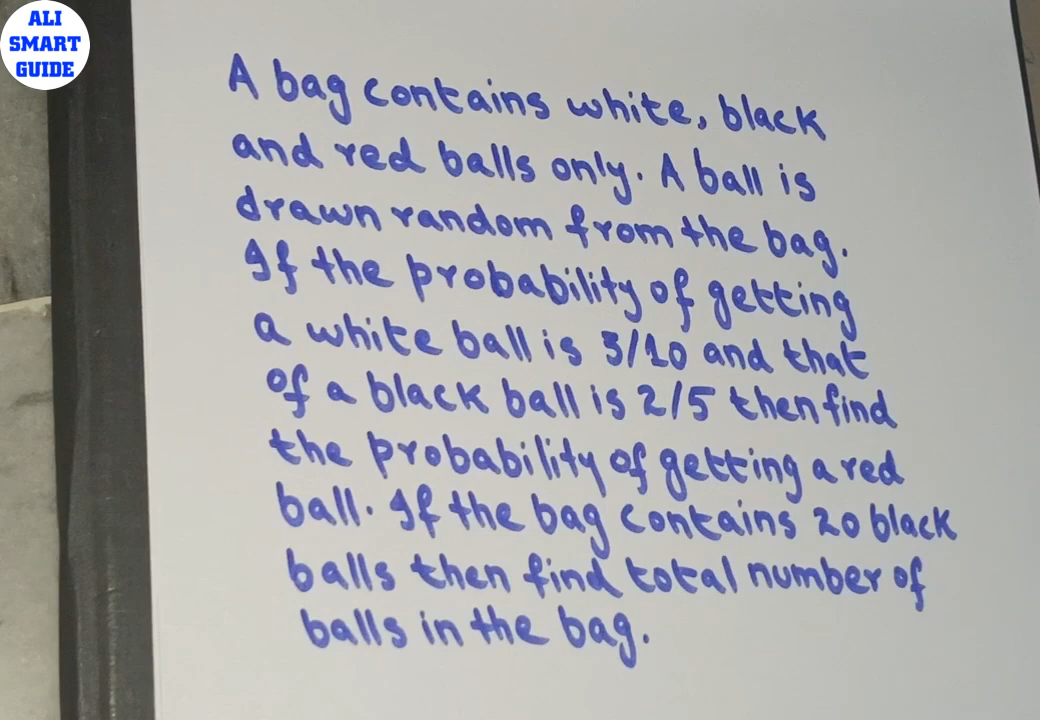 ALI
SMART
GUIDE
A bag contains white, black
and red balls only. A ball is
drawn random from the bag.
If the probability of getting
a white ball is 3/10 and that
of a black ball is 2/5 then find
the probability of getting a red
ball. If the bag contains 20 black
balls then find total number of
balls in the bag.